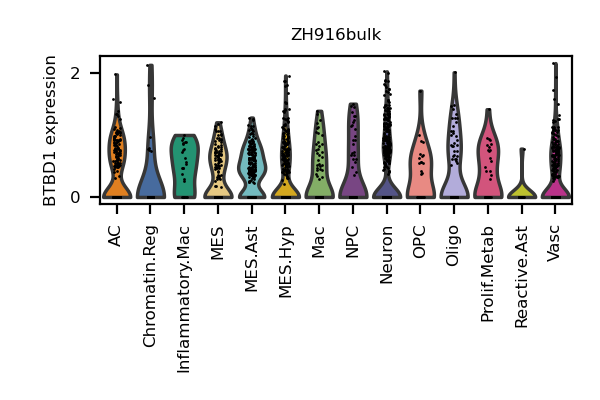 ZH916bulk
BTBD1 expression
2
0
AC
Chromatin.Reg
Inflammatory.Mac
MES
MES.Ast
MES.Hyp
Mac
NPC
Neuron
OPC
Oligo
Prolif.Metab
Reactive.Ast
Vasc